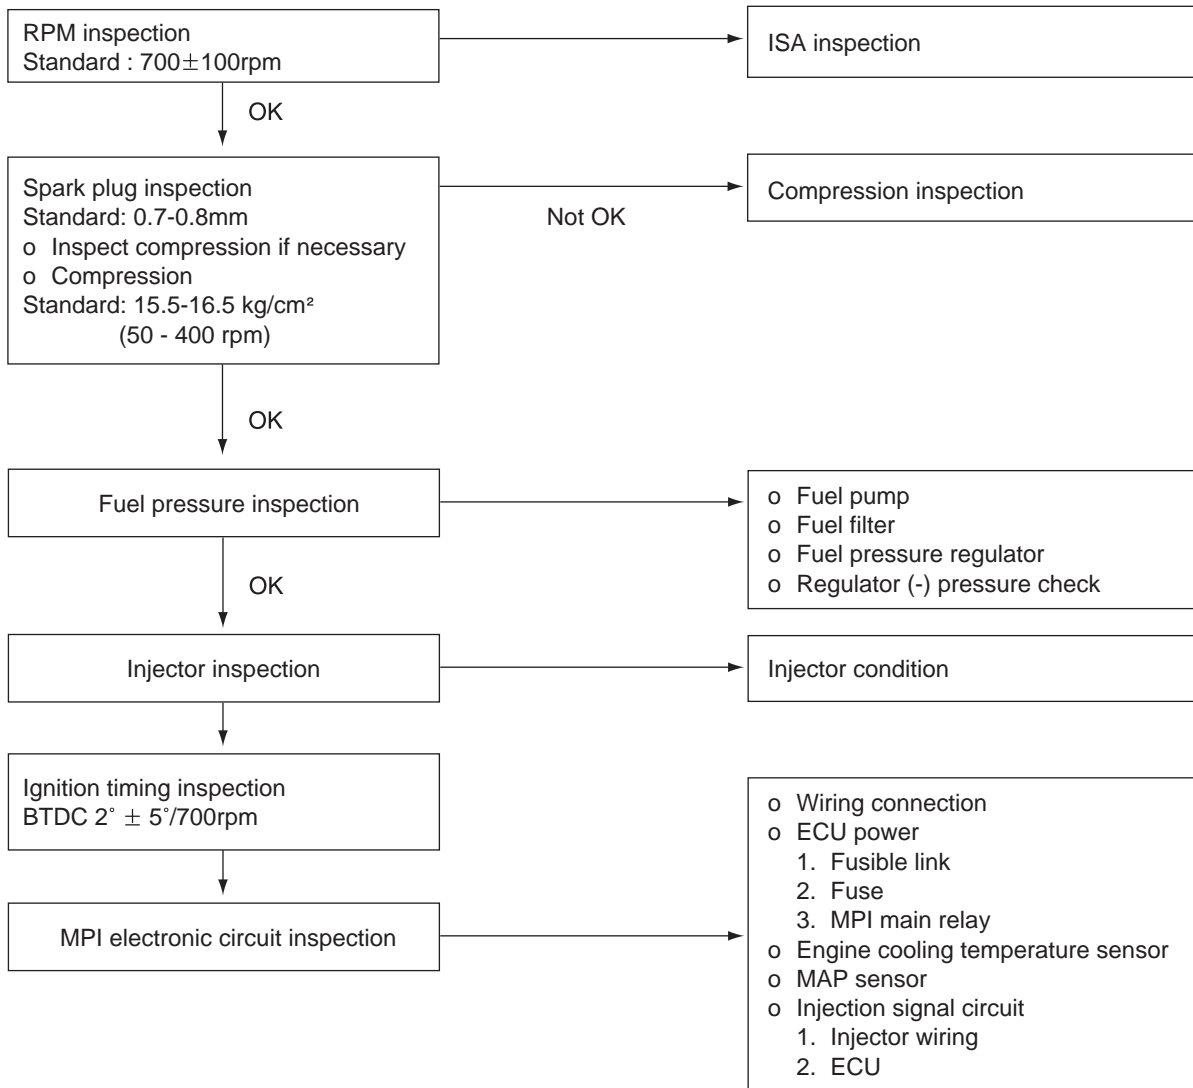 RPM inspection
Standard : 700±100rpm
ISA inspection
OK
Spark plug inspection
Standard: 0.7-0.8mm
o Inspect compression if necessary
o Compression
Standard: 15.5-16.5 kg/cm²
(50 - 400 rpm)
Not OK
Compression inspection
OK
Fuel pressure inspection
o Fuel pump
o Fuel filter
o Fuel pressure regulator
o Regulator (-) pressure check
OK
Injector inspection
Injector condition
Ignition timing inspection
BTDC 2° ± 5°/700rpm
MPI electronic circuit inspection
o Wiring connection
o ECU power
1. Fusible link
2. Fuse
3. MPI main relay
o Engine cooling temperature sensor
o MAP sensor
o Injection signal circuit
1. Injector wiring
2. ECU